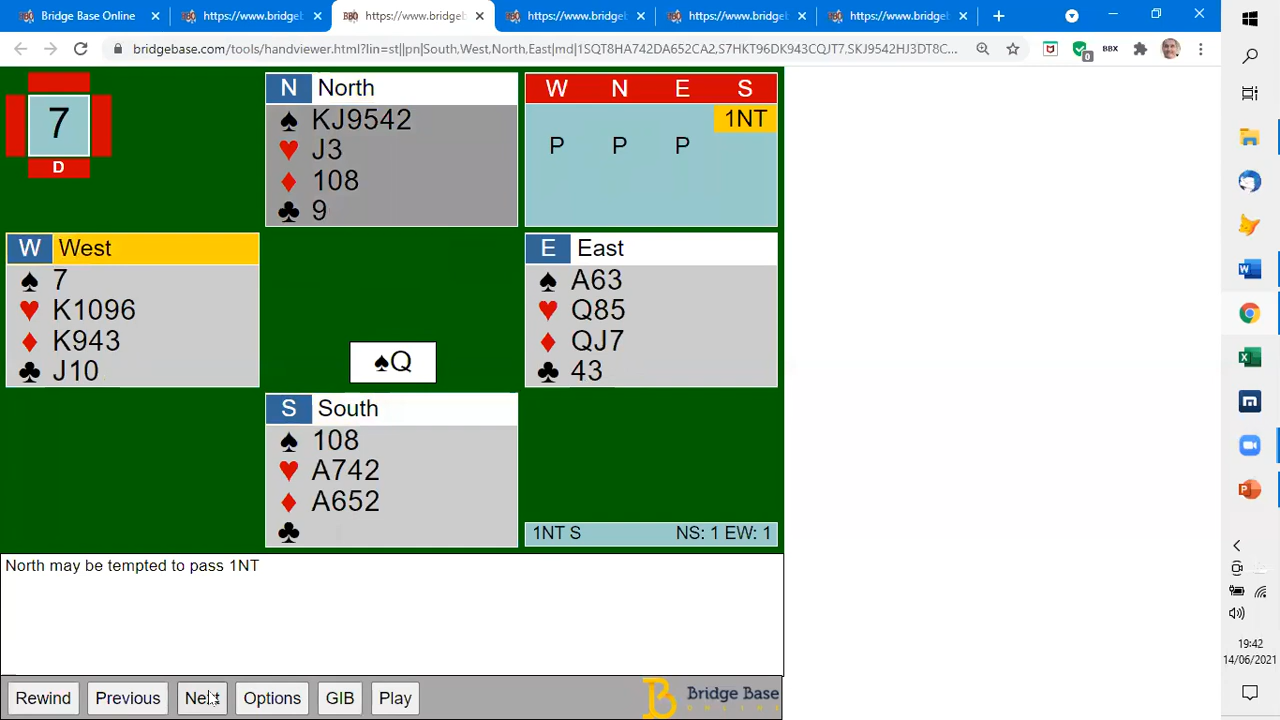 Bridge Base Online
https://www.bridgeb
https://www.bridgeb
https://www.bridgeb
https://www.bridgeb
https://www.bridgeb
bridgebase.com/tools/handviewer.html?lin=st||pn|South,West,North,East|md|1SQT8HA742DA652CA2,S7HKT96DK943CQJT7,SKJ9542HJ3DT8C...
BBX
0
7
D
N North
♠ KJ9542
♥ J3
♦ 108
♣ 9
W N E S
1NT
P P P
W West
♠ 7
♥ K1096
♦ K943
♣ J10
E East
♠ A63
♥ Q85
♦ QJ7
♣ 43
♠Q
S South
♠ 108
♥ A742
♦ A652
♣
1NT S NS: 1 EW: 1
North may be tempted to pass 1NT
Rewind Previous Next Options GIB Play
Bridge Base
ONLINE
19:42
14/06/2021